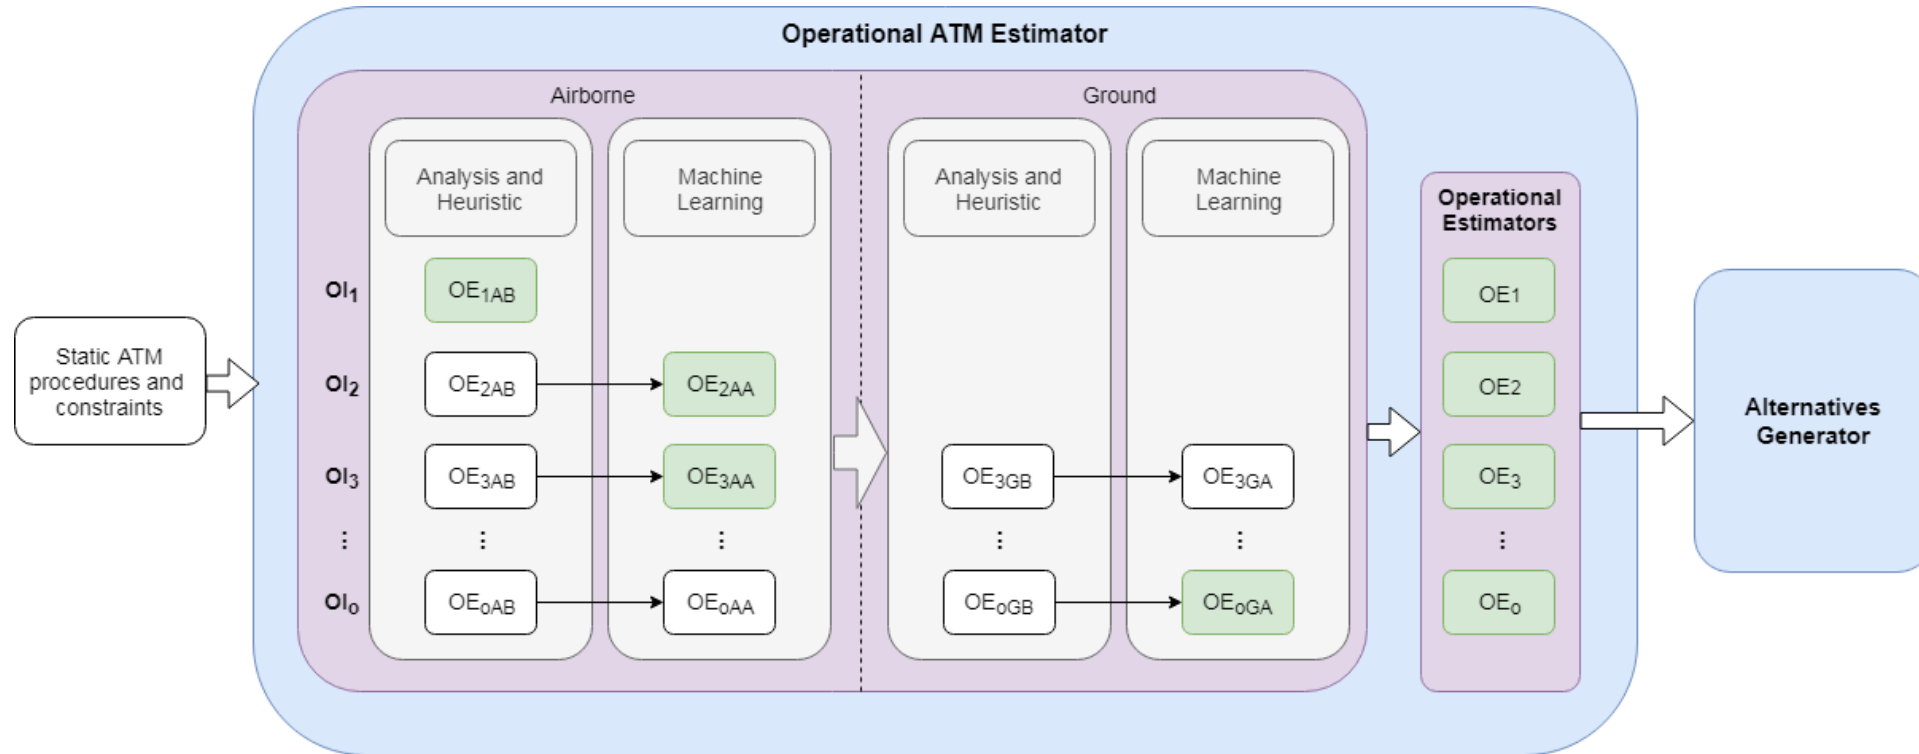 Operational ATM Estimator
Airborne
Ground
Analysis and
Heuristic
Machine
Learning
Analysis and
Heuristic
Machine
Learning
Operational
Estimators
OI1
OE1AB
OE1
OI2
OE2AB
OE2AA
OE2
OI3
OE3AB
OE3AA
OE3GB
OE3GA
OE3
⋮ ⋮ ⋮ ⋮ ⋮ ⋮
OIo
OEoAB
OEoAA
OEoGB
OEoGA
OEo
Static ATM
procedures and
constraints
Alternatives
Generator